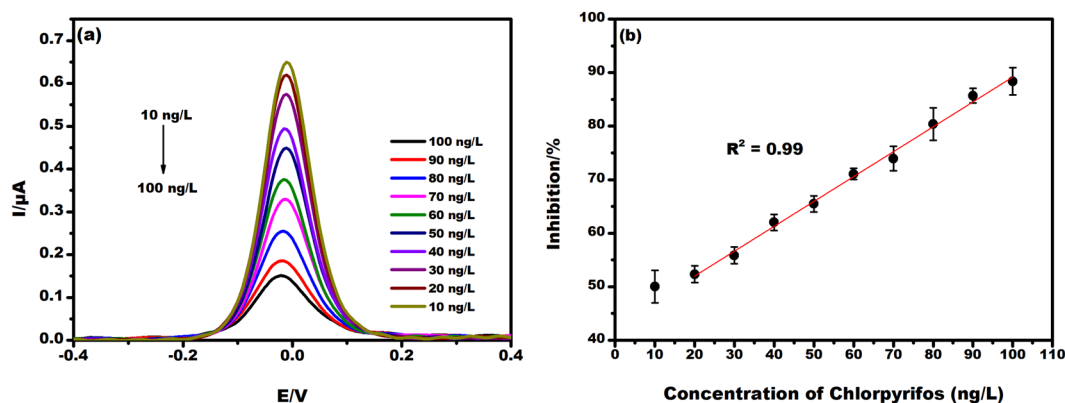 (a)
0.7
0.6
0.5
0.4
0.3
0.2
0.1
0.0
I/µA
10 ng/L
100 ng/L
100 ng/L
90 ng/L
80 ng/L
70 ng/L
60 ng/L
50 ng/L
40 ng/L
30 ng/L
20 ng/L
10 ng/L
-0.4
-0.2
0.0
0.2
0.4
E/V
(b)
100
90
80
70
60
50
40
Inhibition/%
R² = 0.99
0
10
20
30
40
50
60
70
80
90
100
110
Concentration of Chlorpyrifos (ng/L)